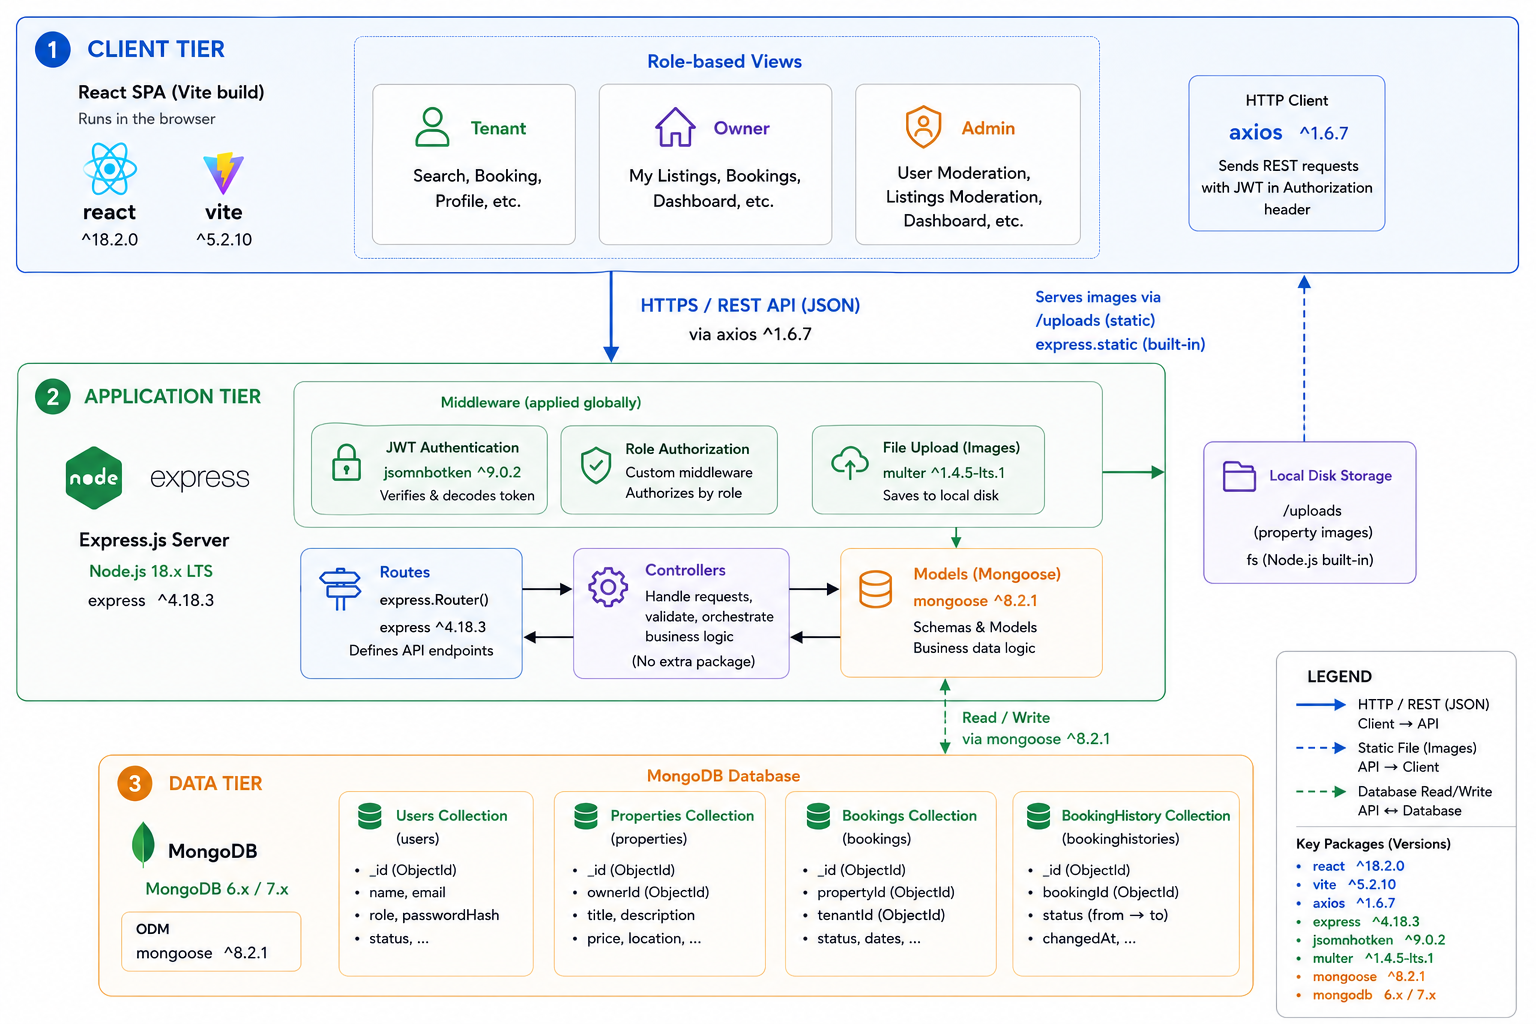 1 CLIENT TIER
React SPA (Vite build)
Runs in the browser
react
^18.2.0
vite
^5.2.10
Role-based Views
Tenant
Search, Booking,
Profile, etc.
Owner
My Listings, Bookings,
Dashboard, etc.
Admin
User Moderation,
Listings Moderation,
Dashboard, etc.
HTTP Client
axios ^1.6.7
Sends REST requests
with JWT in Authorization
header
HTTPS / REST API (JSON)
via axios ^1.6.7
Serves images via
/uploads (static)
express.static (built-in)
2 APPLICATION TIER
node
express
Express.js Server
Node.js 18.x LTS
express ^4.18.3
Middleware (applied globally)
JWT Authentication
jsomnbotken ^9.0.2
Verifies & decodes token
Role Authorization
Custom middleware
Authorizes by role
File Upload (Images)
multer ^1.4.5-lts.1
Saves to local disk
Routes
express.Router()
express ^4.18.3
Defines API endpoints
Controllers
Handle requests,
validate, orchestrate
business logic
(No extra package)
Models (Mongoose)
mongoose ^8.2.1
Schemas & Models
Business data logic
Local Disk Storage
/uploads
(property images)
fs (Node.js built-in)
Read / Write
via mongoose ^8.2.1
3 DATA TIER
MongoDB
MongoDB 6.x / 7.x
ODM
mongoose ^8.2.1
MongoDB Database
Users Collection
(users)
• _id (ObjectId)
• name, email
• role, passwordHash
• status, ...
Properties Collection
(properties)
• _id (ObjectId)
• ownerId (ObjectId)
• title, description
• price, location, ...
Bookings Collection
(bookings)
• _id (ObjectId)
• propertyId (ObjectId)
• tenantId (ObjectId)
• status, dates, ...
BookingHistory Collection
(bookinghistories)
• _id (ObjectId)
• bookingId (ObjectId)
• status (from → to)
• changedAt, ...
LEGEND
HTTP / REST (JSON)
Client → API
Static File (Images)
API → Client
Database Read/Write
API ↔ Database
Key Packages (Versions)
• react ^18.2.0
• vite ^5.2.10
• axios ^1.6.7
• express ^4.18.3
• jsomnhotken ^9.0.2
• multer ^1.4.5-lts.1
• mongoose ^8.2.1
• mongodb 6.x / 7.x